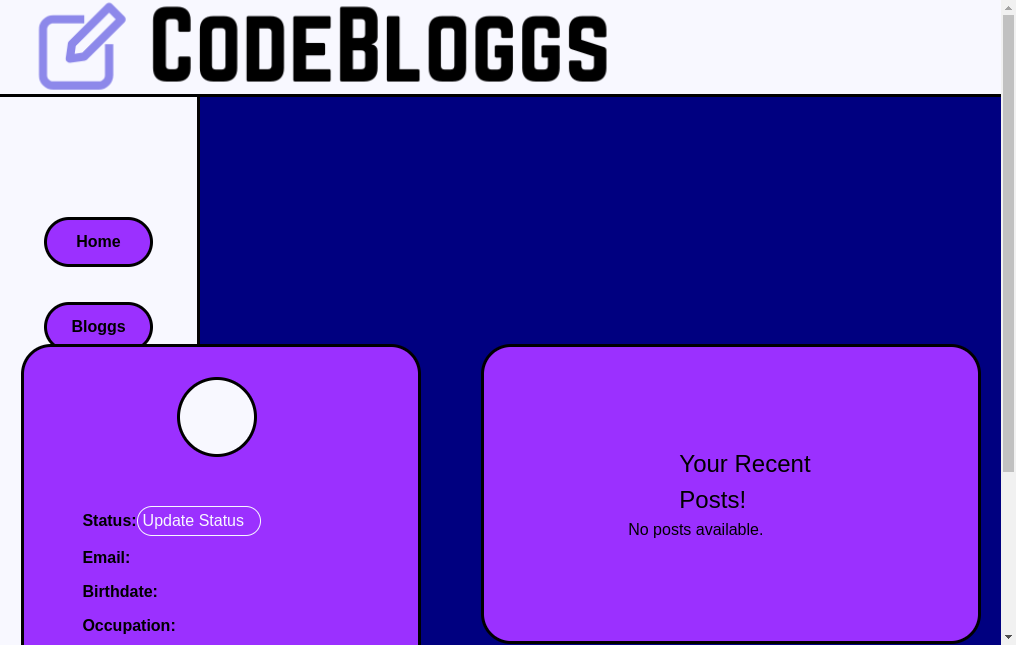 CODEBLOGGS
Home
Bloggs
Status: Update Status
Email:
Birthdate:
Occupation:
Your Recent
Posts!
No posts available.